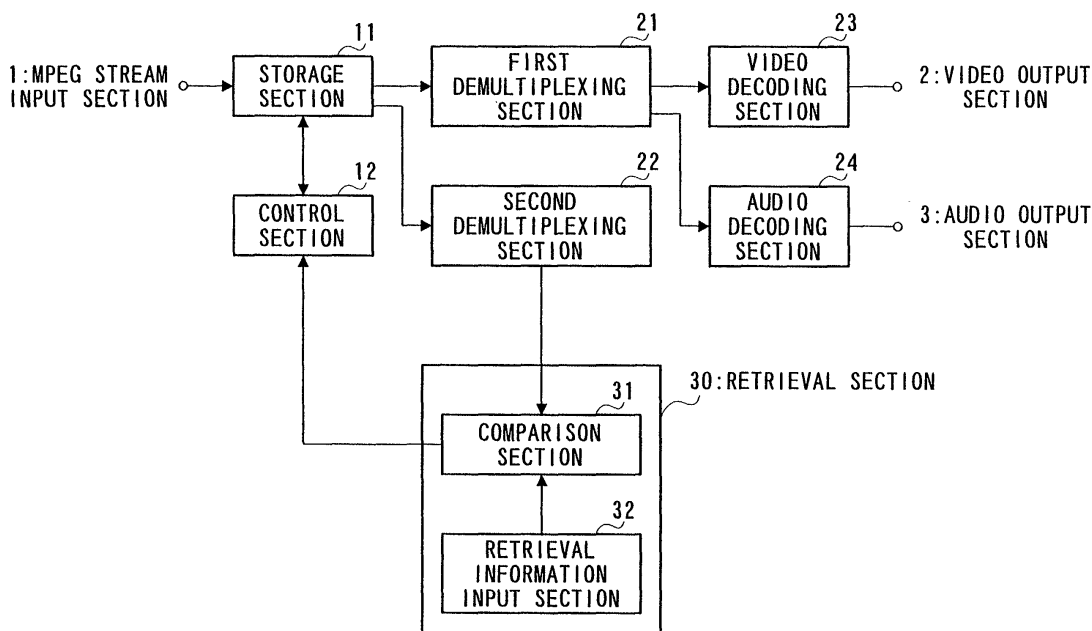 11
21
23
1:MPEG STREAM
INPUT SECTION
STORAGE
SECTION
FIRST
DEMULTIPLEXING
SECTION
VIDEO
DECODING
SECTION
2:VIDEO OUTPUT
SECTION
12
22
24
CONTROL
SECTION
SECOND
DEMULTIPLEXING
SECTION
AUDIO
DECODING
SECTION
3:AUDIO OUTPUT
SECTION
30:RETRIEVAL SECTION
31
COMPARISON
SECTION
32
RETRIEVAL
INFORMATION
INPUT SECTION